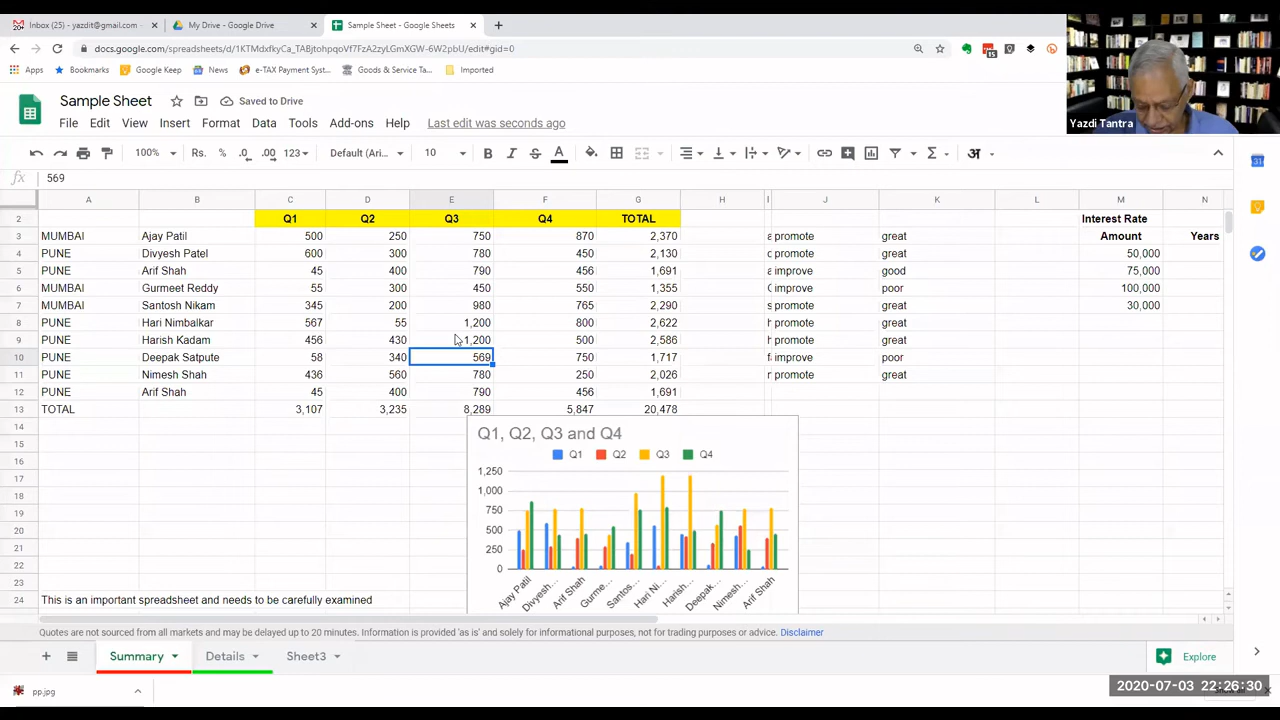 Inbox (25) - yazdit@gmail.com -
My Drive - Google Drive
Sample Sheet - Google Sheets
docs.google.com/spreadsheets/d/1KTMdxfkyCa_TABjtohpqoVf7FzA2zyLGmXGW-6W2pbU/edit#gid=0
Apps Bookmarks Google Keep News e-TAX Payment Syst... Goods & Service Ta... Imported
Yazdi Tantra
Sample Sheet Saved to Drive
File Edit View Insert Format Data Tools Add-ons Help Last edit was seconds ago
100% Rs. .0 .00 123 Default (Ari... 10 B I S A Σ अ
fx 569
A B C D E F G H I J K L M N
2 Q1 Q2 Q3 Q4 TOTAL Interest Rate
3 MUMBAI Ajay Patil 500 250 750 870 2,370 promote great Amount Years
4 PUNE Divyesh Patel 600 300 780 450 2,130 promote great 50,000
5 PUNE Arif Shah 45 400 790 456 1,691 improve good 75,000
6 MUMBAI Gurmeet Reddy 55 300 450 550 1,355 improve poor 100,000
7 MUMBAI Santosh Nikam 345 200 980 765 2,290 promote great 30,000
8 PUNE Hari Nimbalkar 567 55 1,200 800 2,622 promote great
9 PUNE Harish Kadam 456 430 1,200 500 2,586 promote great
10 PUNE Deepak Satpute 58 340 569 750 1,717 improve poor
11 PUNE Nimesh Shah 436 560 780 250 2,026 promote great
12 PUNE Arif Shah 45 400 790 456 1,691
13 TOTAL 3,107 3,235 8,289 5,847 20,478
14
15
16
17
18
19
20
21
22
23
24 This is an important spreadsheet and needs to be carefully examined
Q1, Q2, Q3 and Q4
Q1 Q2 Q3 Q4
1,250
1,000
750
500
250
0
Ajay Patil Divyesh... Arif Shah Gurme... Santos... Hari Ni... Harish... Deepak... Nimesh... Arif Shah
Quotes are not sourced from all markets and may be delayed up to 20 minutes. Information is provided 'as is' and solely for informational purposes, not for trading purposes or advice. Disclaimer
Summary Details Sheet3 Explore
pp.jpg
2020-07-03 22:26:30